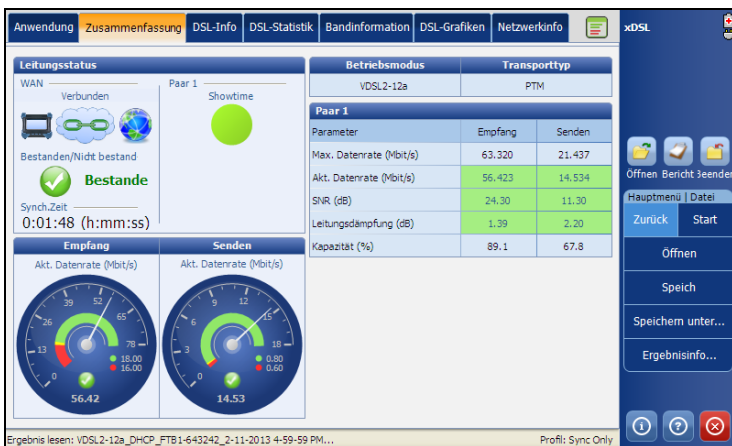 Anwendung Zusammenfassung DSL-Info DSL-Statistik Bandinformation DSL-Grafiken Netzwerkinfo
xDSL
Leitungsstatus
WAN
Verbunden
Paar 1
Showtime
Bestanden/Nicht bestand
Bestande
Synch.Zeit
0:01:48 (h:mm:ss)
Betriebsmodus Transporttyp
VDSL2-12a PTM
Paar 1
Parameter Empfang Senden
Max. Datenrate (Mbit/s) 63.320 21.437
Akt. Datenrate (Mbit/s) 56.423 14.534
SNR (dB) 24.30 11.30
Leitungsdämpfung (dB) 1.39 2.20
Kapazität (%) 89.1 67.8
Empfang
Akt. Datenrate (Mbit/s)
0 13 26 39 52 65 78
18.00
16.00
56.42
Senden
Akt. Datenrate (Mbit/s)
0 3 6 9 12 15 18
0.80
0.60
14.53
Öffnen Bericht Beenden
Hauptmenü | Datei
Zurück Start
Öffnen
Speich
Speichern unter...
Ergebnisinfo...
Ergebnis lesen: VDSL2-12a_DHCP_FTB1-643242_2-11-2013 4-59-59 PM...
Profil: Sync Only